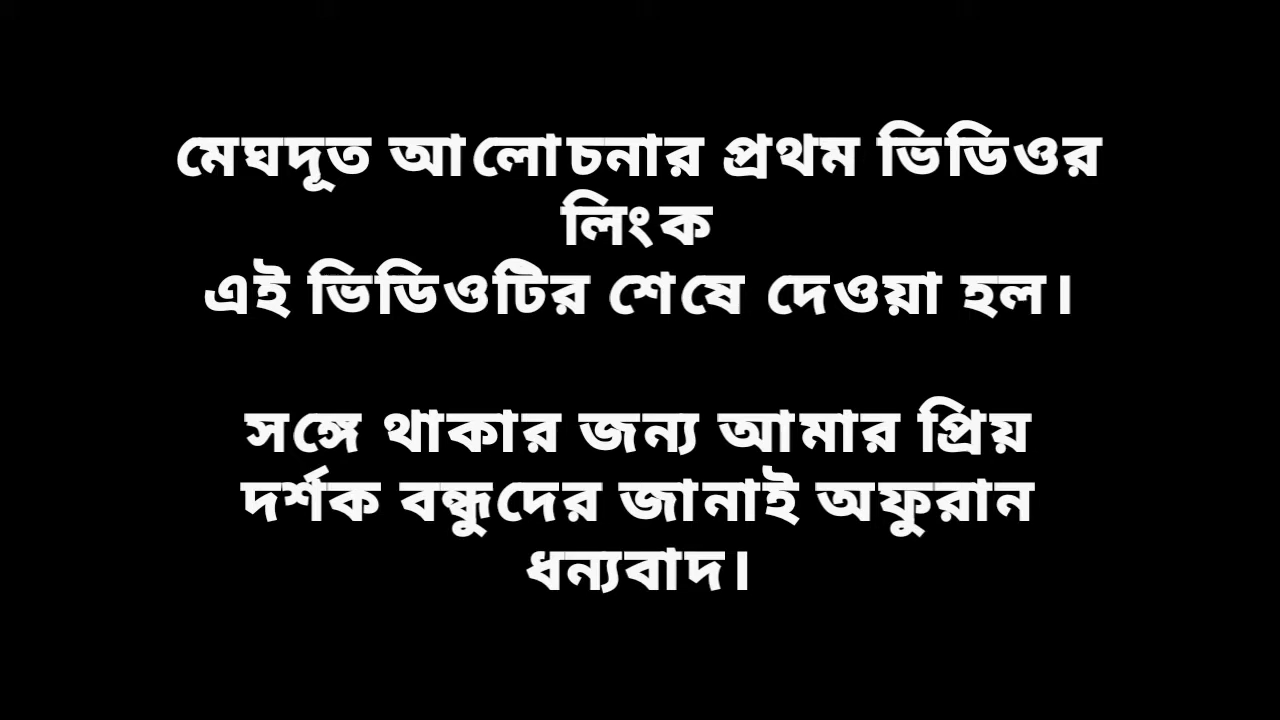 মেঘদূত আলোচনার প্রথম ভিডিওর
লিংক
এই ভিডিওটির শেষে দেওয়া হল।
সঙ্গে থাকার জন্য আমার প্রিয়
দর্শক বন্ধুদের জানাই অফুরান
ধন্যবাদ।